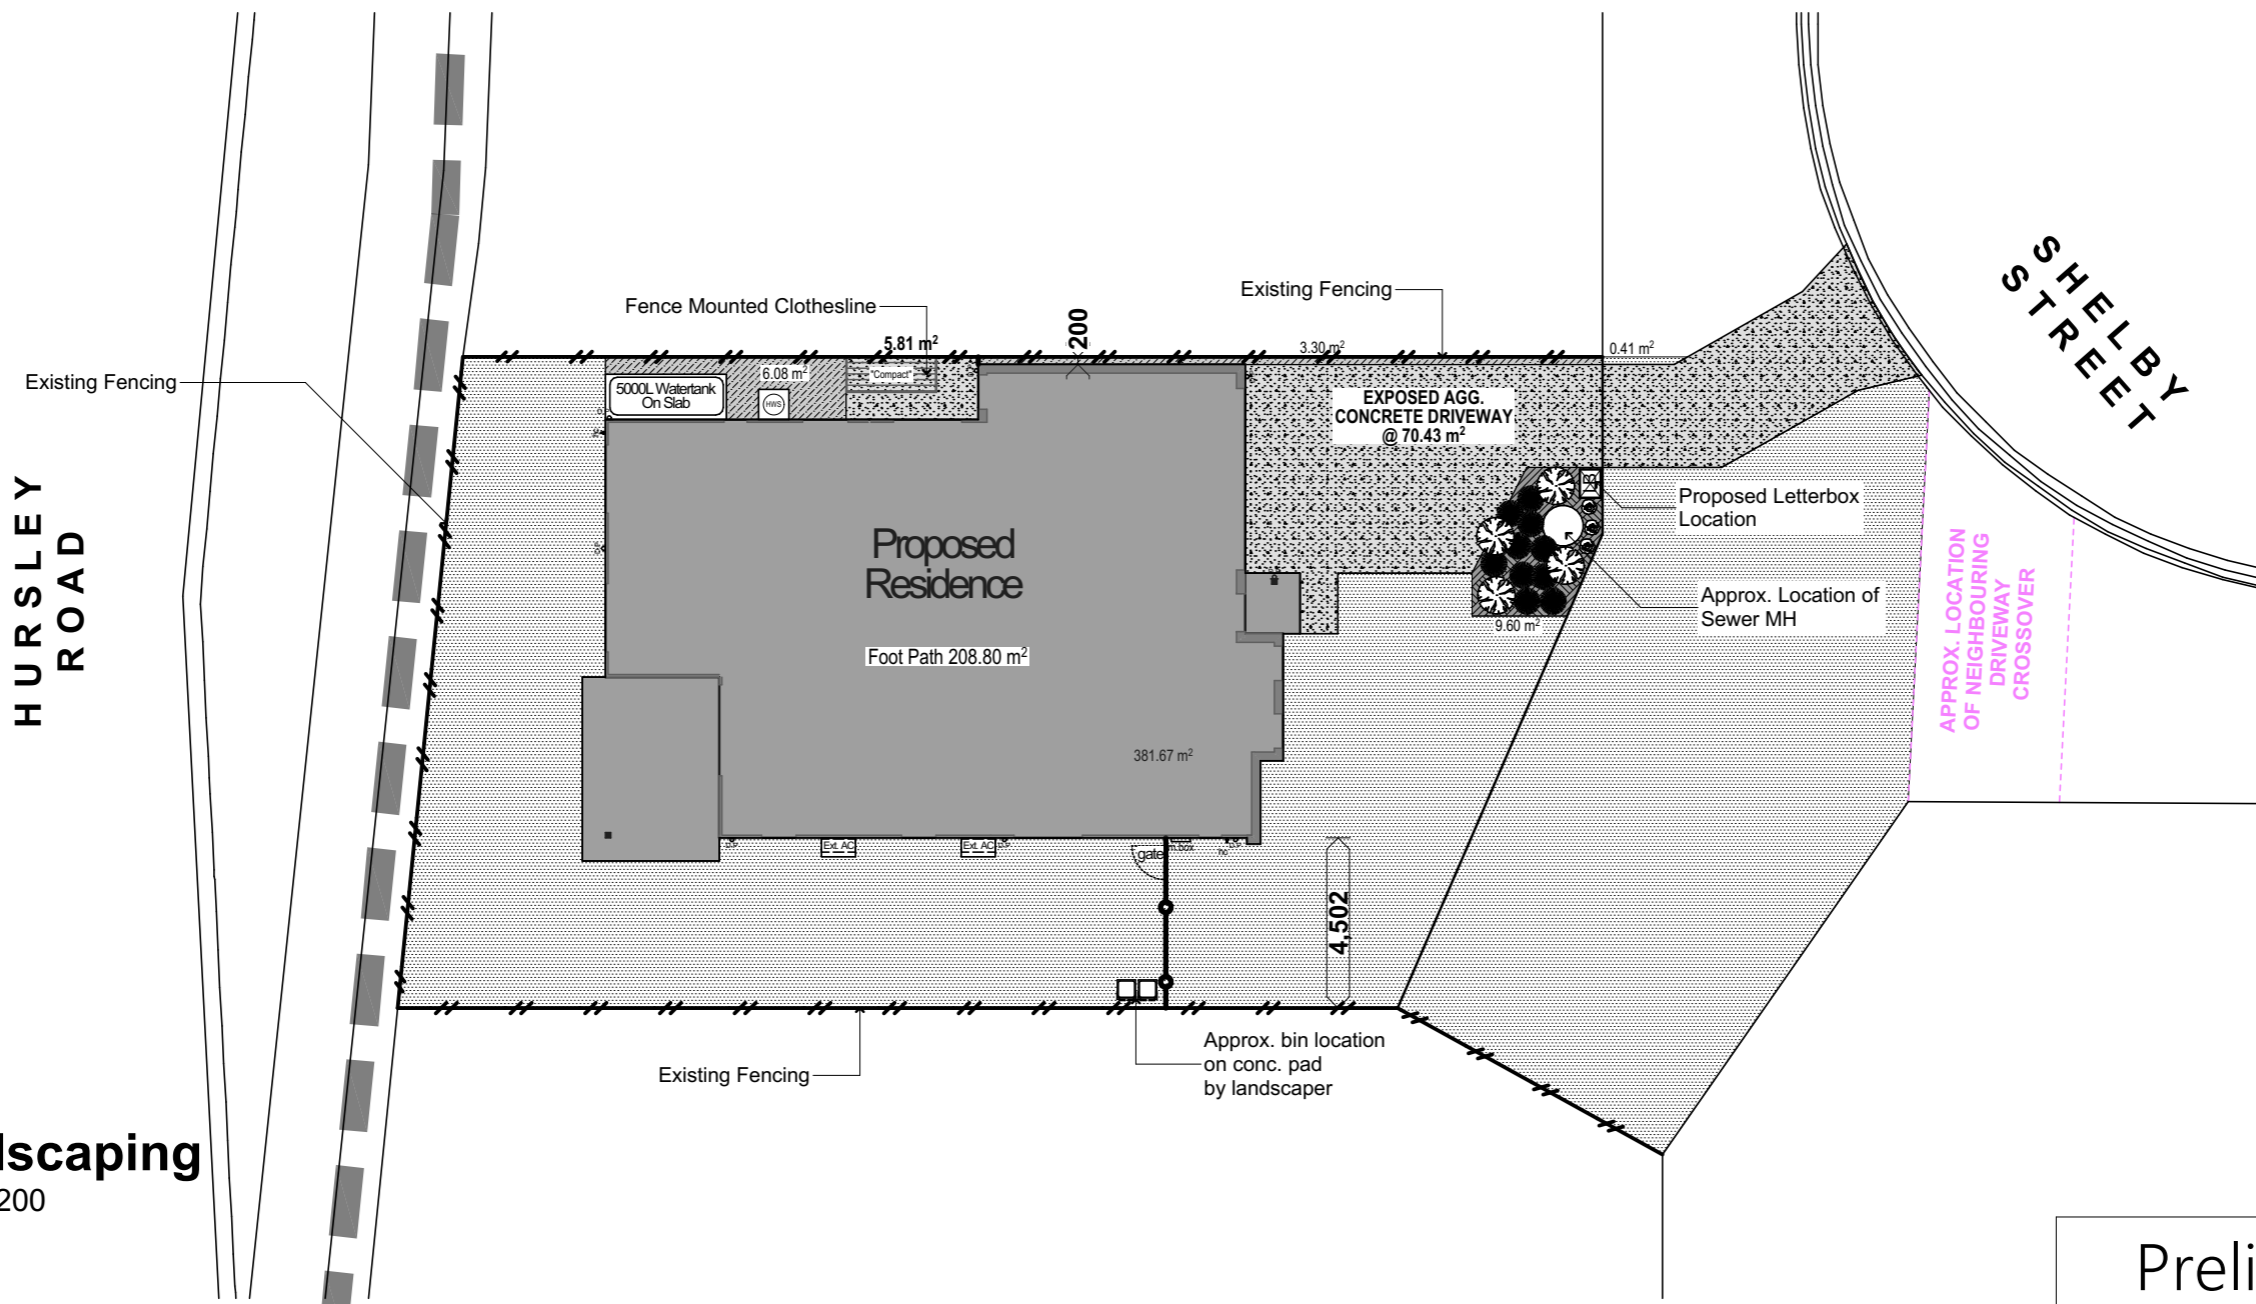 SHELBY
STREET
Existing Fencing
Fence Mounted Clothesline
200
5.81 m²
3.30 m²
0.41 m²
Existing Fencing
6.08 m²
"Compact"
5000L Watertank
On Slab
HWS
EXPOSED AGG.
CONCRETE DRIVEWAY
@ 70.43 m²
HURSLEY
ROAD
Proposed Letterbox
Location
Proposed
Residence
Approx. Location of
Sewer MH
9.60 m²
APPROX. LOCATION
OF NEIGHBOURING
DRIVEWAY
CROSSOVER
Foot Path 208.80 m²
381.67 m²
Ext. AC
Ext. AC
D.P
gate
m.box
hc
D.P
4,502
Approx. bin location
on conc. pad
by landscaper
Existing Fencing
dscaping
200
Preli